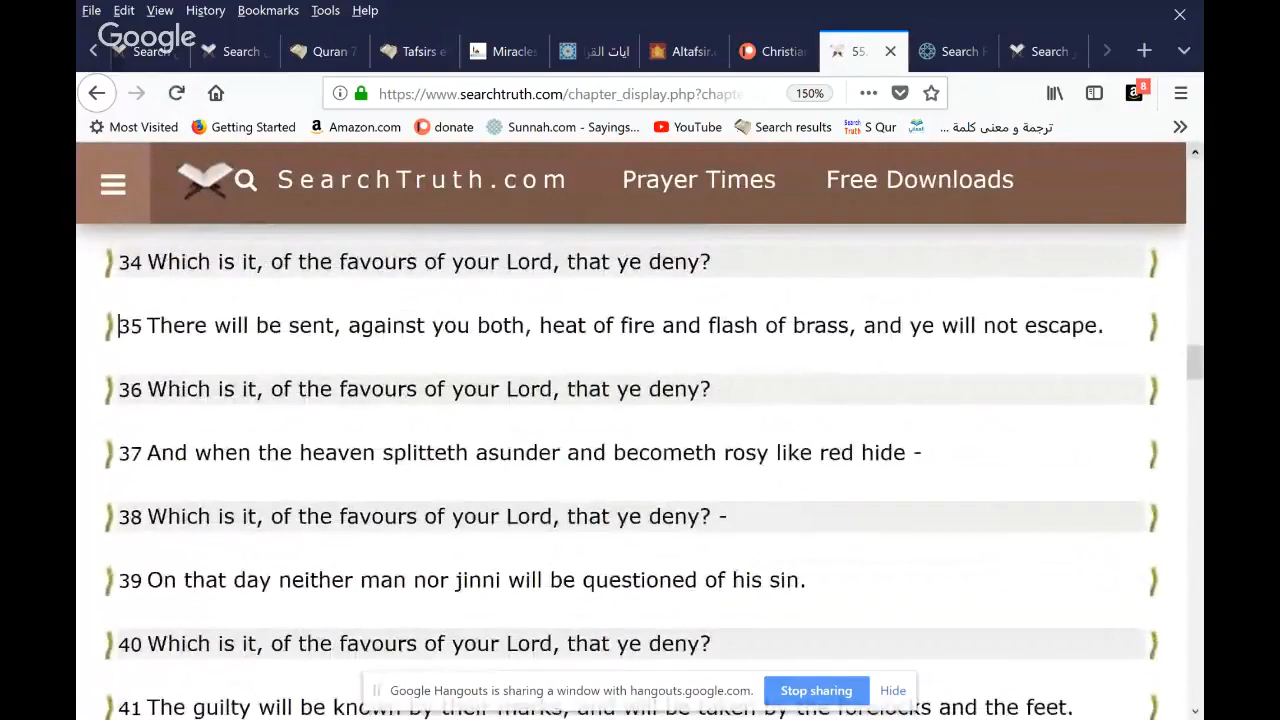 File Edit View History Bookmarks Tools Help
Google
Search Search Quran 7 Tafsirs e Miracles ايات القر Altafsir. Christia 55. Search Search
https://www.searchtruth.com/chapter_display.php?chapte 150% 8
Most Visited Getting Started Amazon.com donate Sunnah.com - Sayings... YouTube Search results Search Truth S Qur ترجمة و معنى كلمة ...
SearchTruth.com Prayer Times Free Downloads
34 Which is it, of the favours of your Lord, that ye deny?
35 There will be sent, against you both, heat of fire and flash of brass, and ye will not escape.
36 Which is it, of the favours of your Lord, that ye deny?
37 And when the heaven splitteth asunder and becometh rosy like red hide -
38 Which is it, of the favours of your Lord, that ye deny? -
39 On that day neither man nor jinni will be questioned of his sin.
40 Which is it, of the favours of your Lord, that ye deny?
Google Hangouts is sharing a window with hangouts.google.com. Stop sharing Hide
41 The guilty will be known by their marks, and will be taken by the forelocks and the feet.